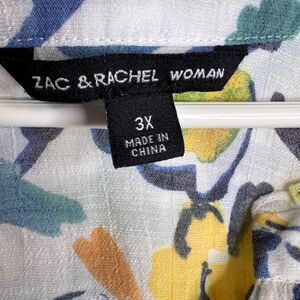 ZAC & RACHEL WOMAN
3X
MADE IN
CHINA